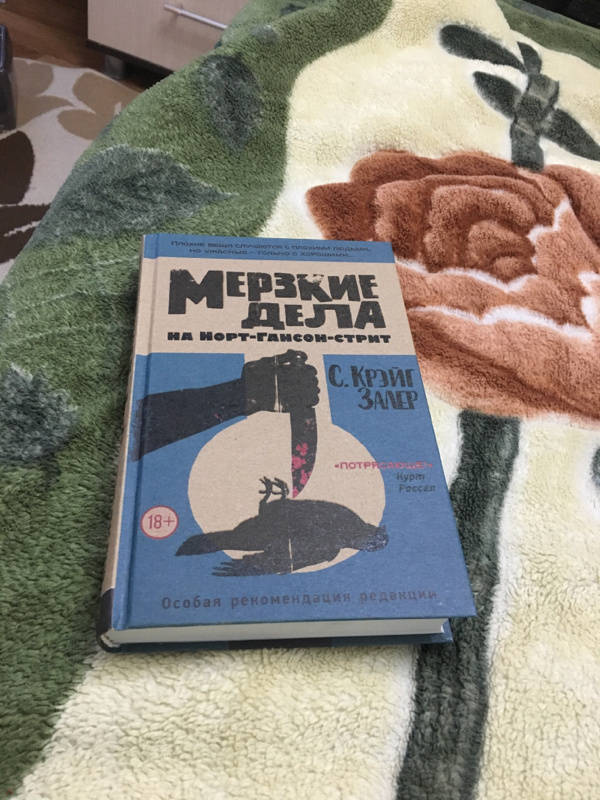 Плохие вещи случаются с плохими людьми,
но ужасные – только с хорошими...
Мерзкие
дела
на Норт-Гансон-стрит
С. Крэйг
Залер
«Потрясающе»
Курт
Рассел
18+
Особая рекомендация редакции